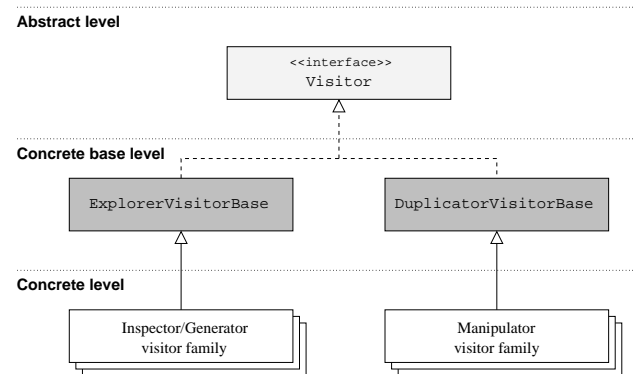 Abstract level
<<interface>>
Visitor
Concrete base level
ExplorerVisitorBase
DuplicatorVisitorBase
Concrete level
Inspector/Generator
visitor family
Manipulator
visitor family